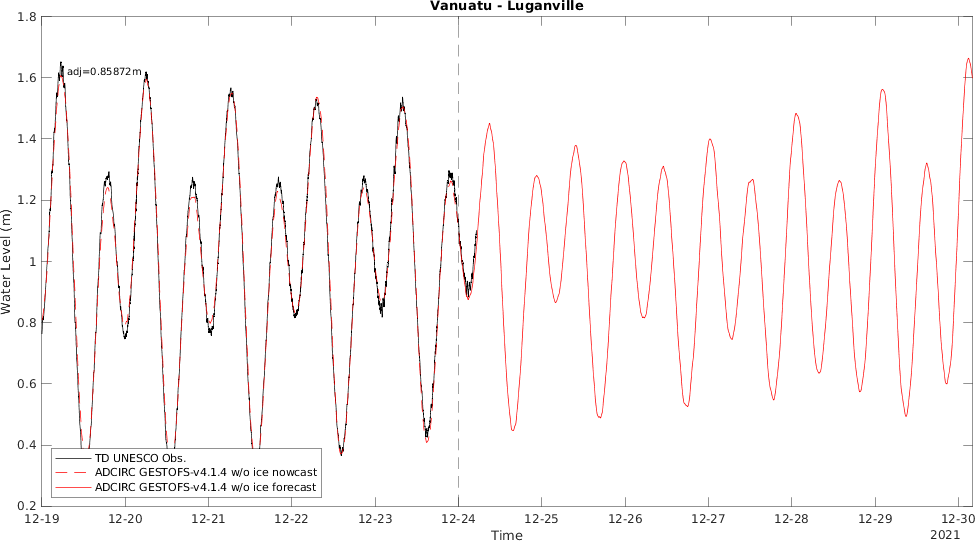 Vanuatu - Luganville
1.8
1.6
1.4
1.2
1
0.8
0.6
0.4
0.2
Water Level (m)
adj=0.85872m
TD UNESCO Obs.
ADCIRC GESTOFS-v4.1.4 w/o ice nowcast
ADCIRC GESTOFS-v4.1.4 w/o ice forecast
12-19 12-20 12-21 12-22 12-23 12-24 12-25 12-26 12-27 12-28 12-29 12-30
Time
2021